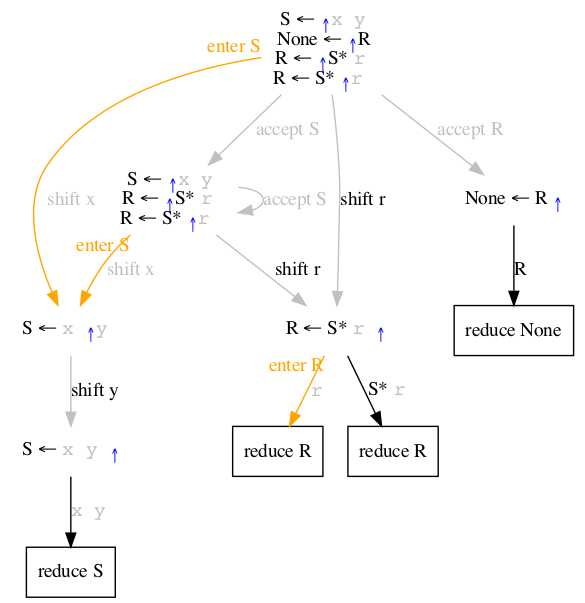 S ← ↑x y
None ← ↑R
R ← ↑S* r
R ← S* ↑r
enter S
accept S
accept R
shift x
shift r
S ← ↑x y
R ← ↑S* r
R ← S* ↑r
accept S
None ← R ↑
enter S
shift x
shift r
R
S ← x ↑y
R ← S* r ↑
reduce None
shift y
enter R
r
S* r
S ← x y ↑
reduce R
reduce R
x y
reduce S